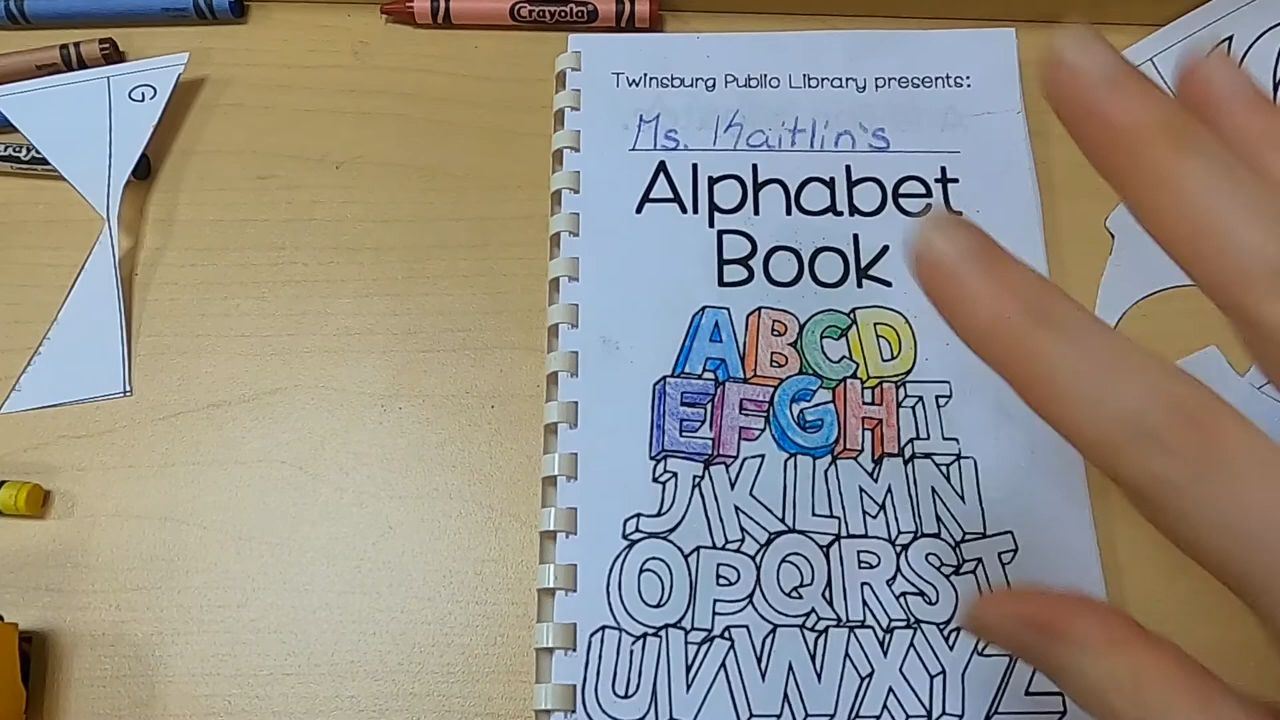 Crayola
G
Twinsburg Public Library presents:
Ms. Kaitlin's
Alphabet
Book
ABCD
EFGHI
JKLMN
OPQRST
UVWXYZ